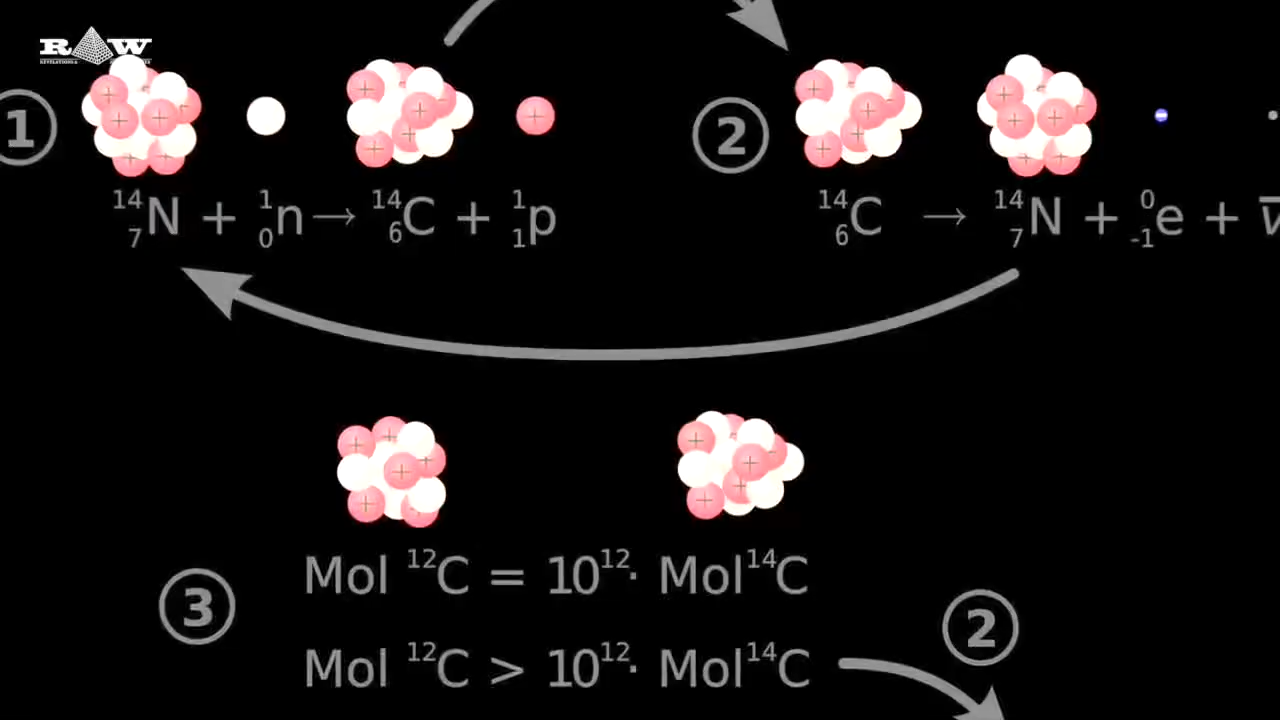 RAW
1
2
¹⁴₇N + ¹₀n → ¹⁴₆C + ¹₁p
¹⁴₆C → ¹⁴₇N + ⁰₋₁e + ν̅
3
Mol ¹²C = 10¹²· Mol¹⁴C
2
Mol ¹²C > 10¹²· Mol¹⁴C